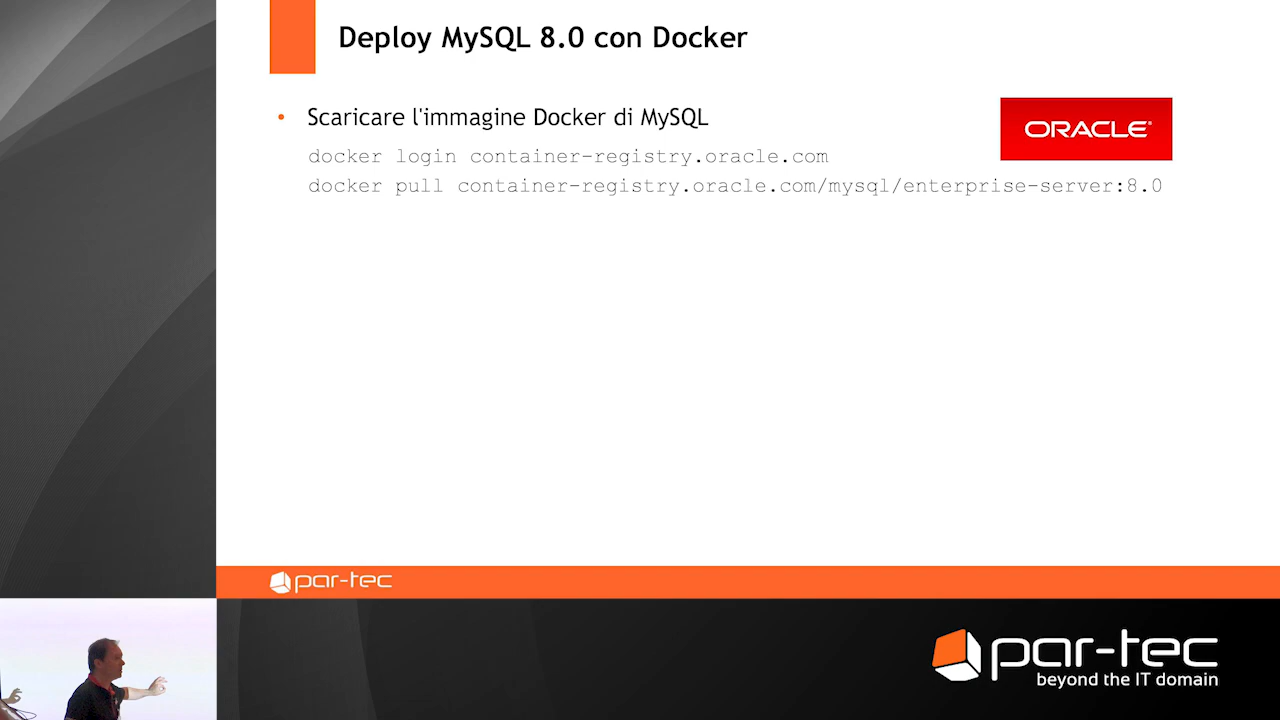 Deploy MySQL 8.0 con Docker
• Scaricare l'immagine Docker di MySQL
ORACLE®
docker login container-registry.oracle.com
docker pull container-registry.oracle.com/mysql/enterprise-server:8.0
par-tec
par-tec
beyond the IT domain